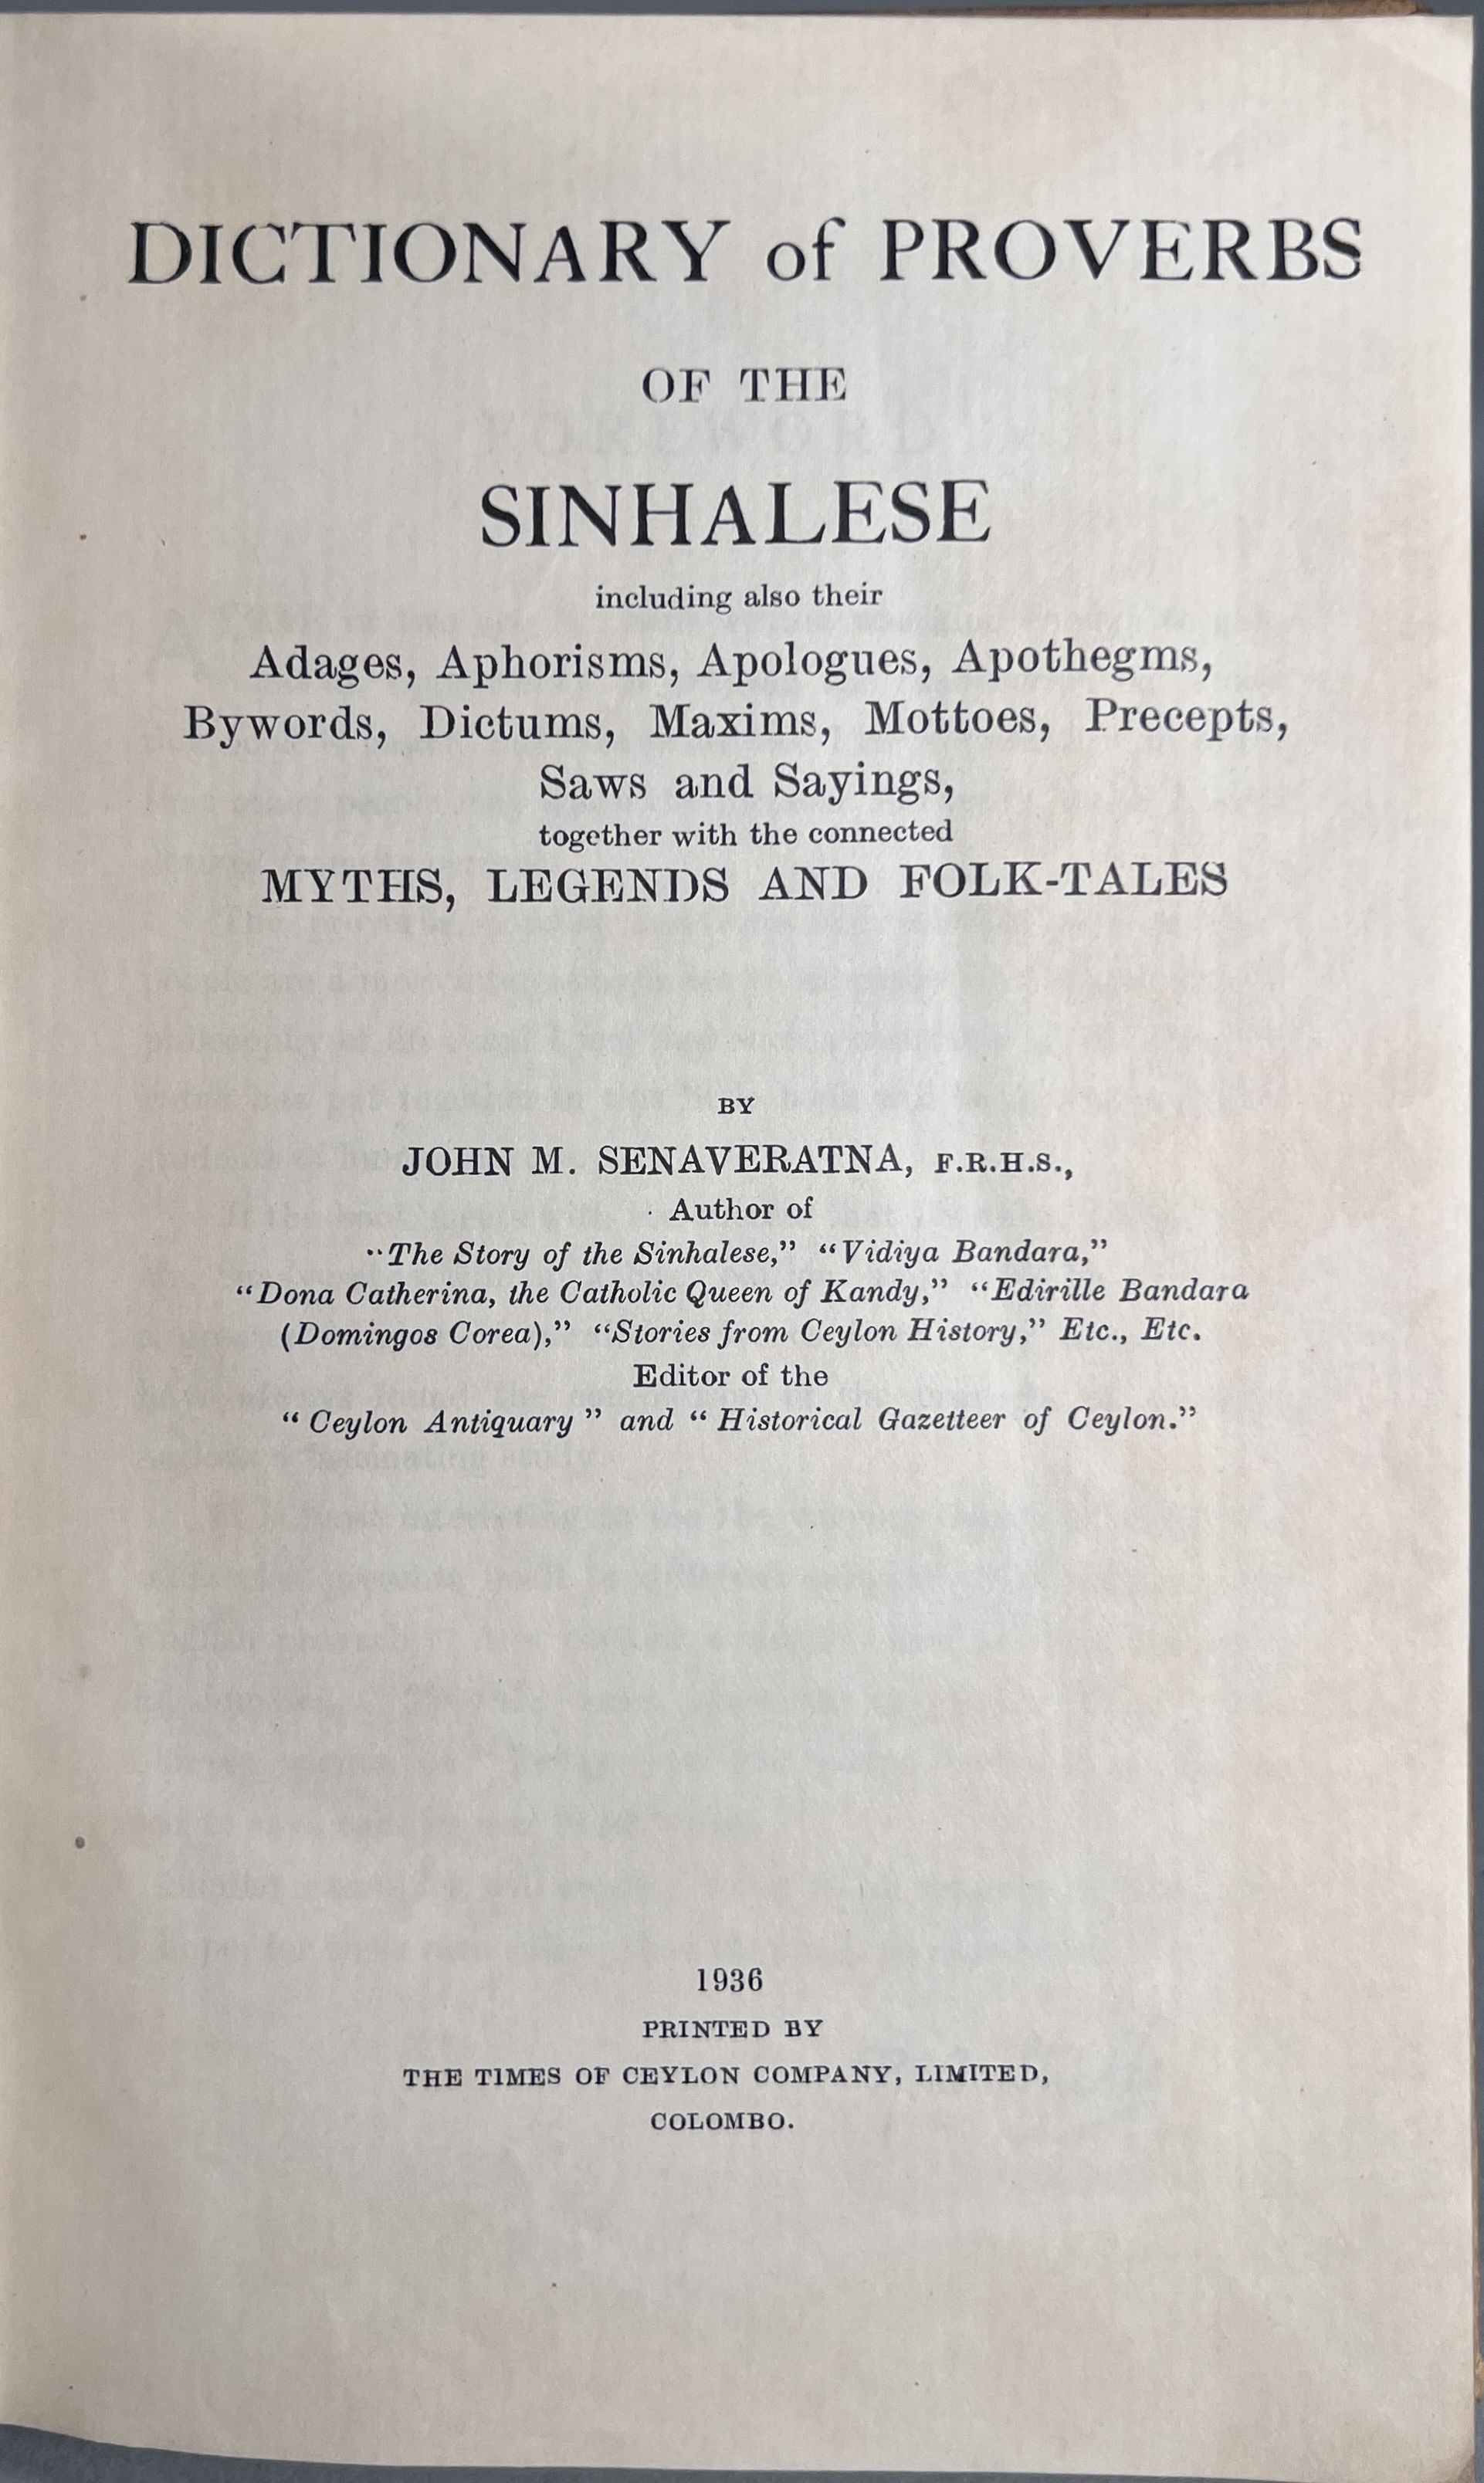 DICTIONARY of PROVERBS
OF THE
SINHALESE
including also their
Adages, Aphorisms, Apologues, Apothegms,
Bywords, Dictums, Maxims, Mottoes, Precepts,
Saws and Sayings,
together with the connected
MYTHS, LEGENDS AND FOLK-TALES
BY
JOHN M. SENAVERATNA, F.R.H.S.,
Author of
“The Story of the Sinhalese,” “Vidiya Bandara,”
“Dona Catherina, the Catholic Queen of Kandy,” “Edirille Bandara
(Domingos Corea),” “Stories from Ceylon History,” Etc., Etc.
Editor of the
“ Ceylon Antiquary ” and “ Historical Gazetteer of Ceylon.”
1936
PRINTED BY
THE TIMES OF CEYLON COMPANY, LIMITED,
COLOMBO.